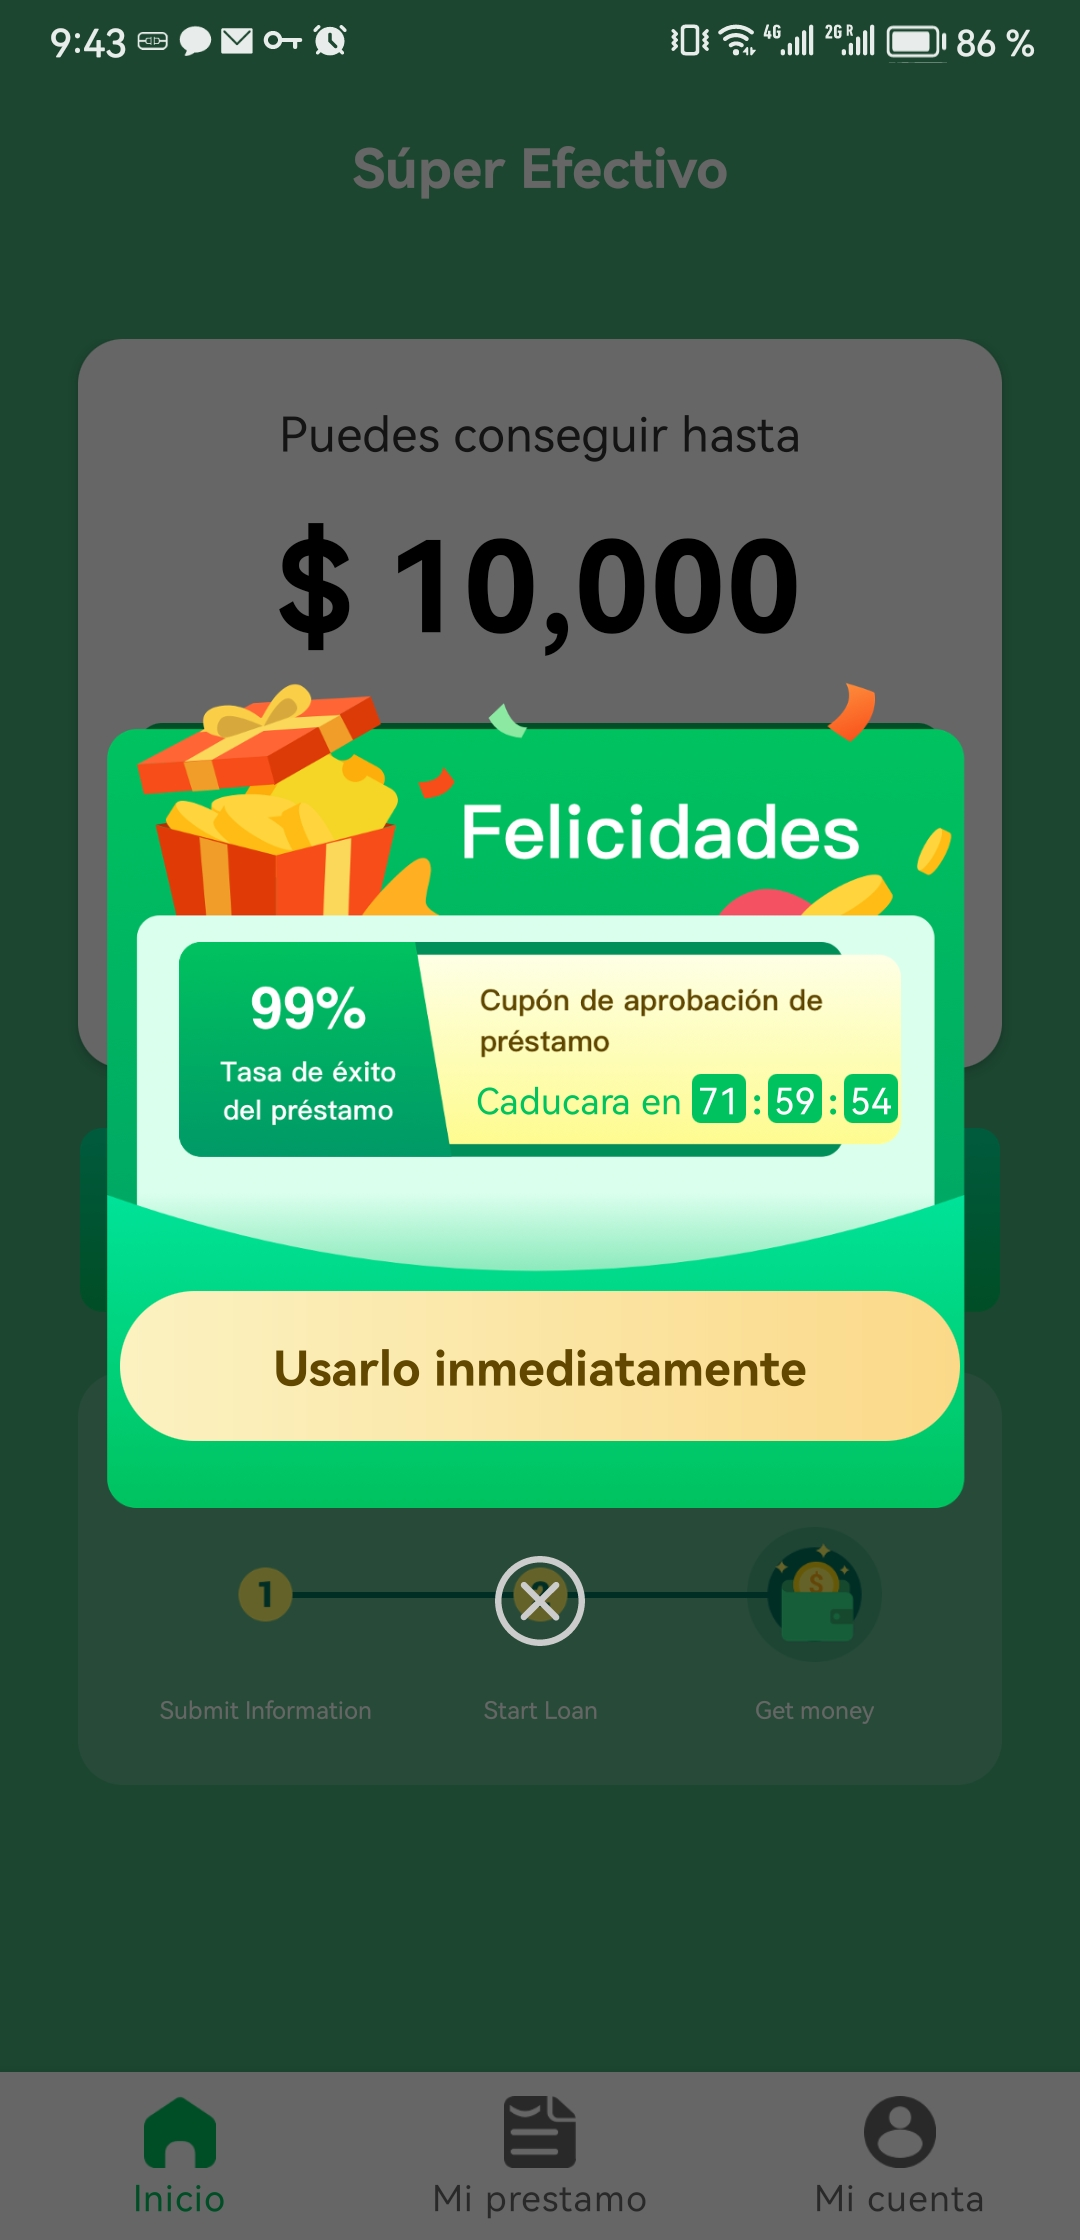 9:43
4G
2G R
86 %
Súper Efectivo
Puedes conseguir hasta
$ 10,000
Felicidades
99%
Tasa de éxito
del préstamo
Cupón de aprobación de
préstamo
Caducara en 71 : 59 : 54
Usarlo inmediatamente
1
2
Submit Information
Start Loan
Get money
Inicio
Mi prestamo
Mi cuenta